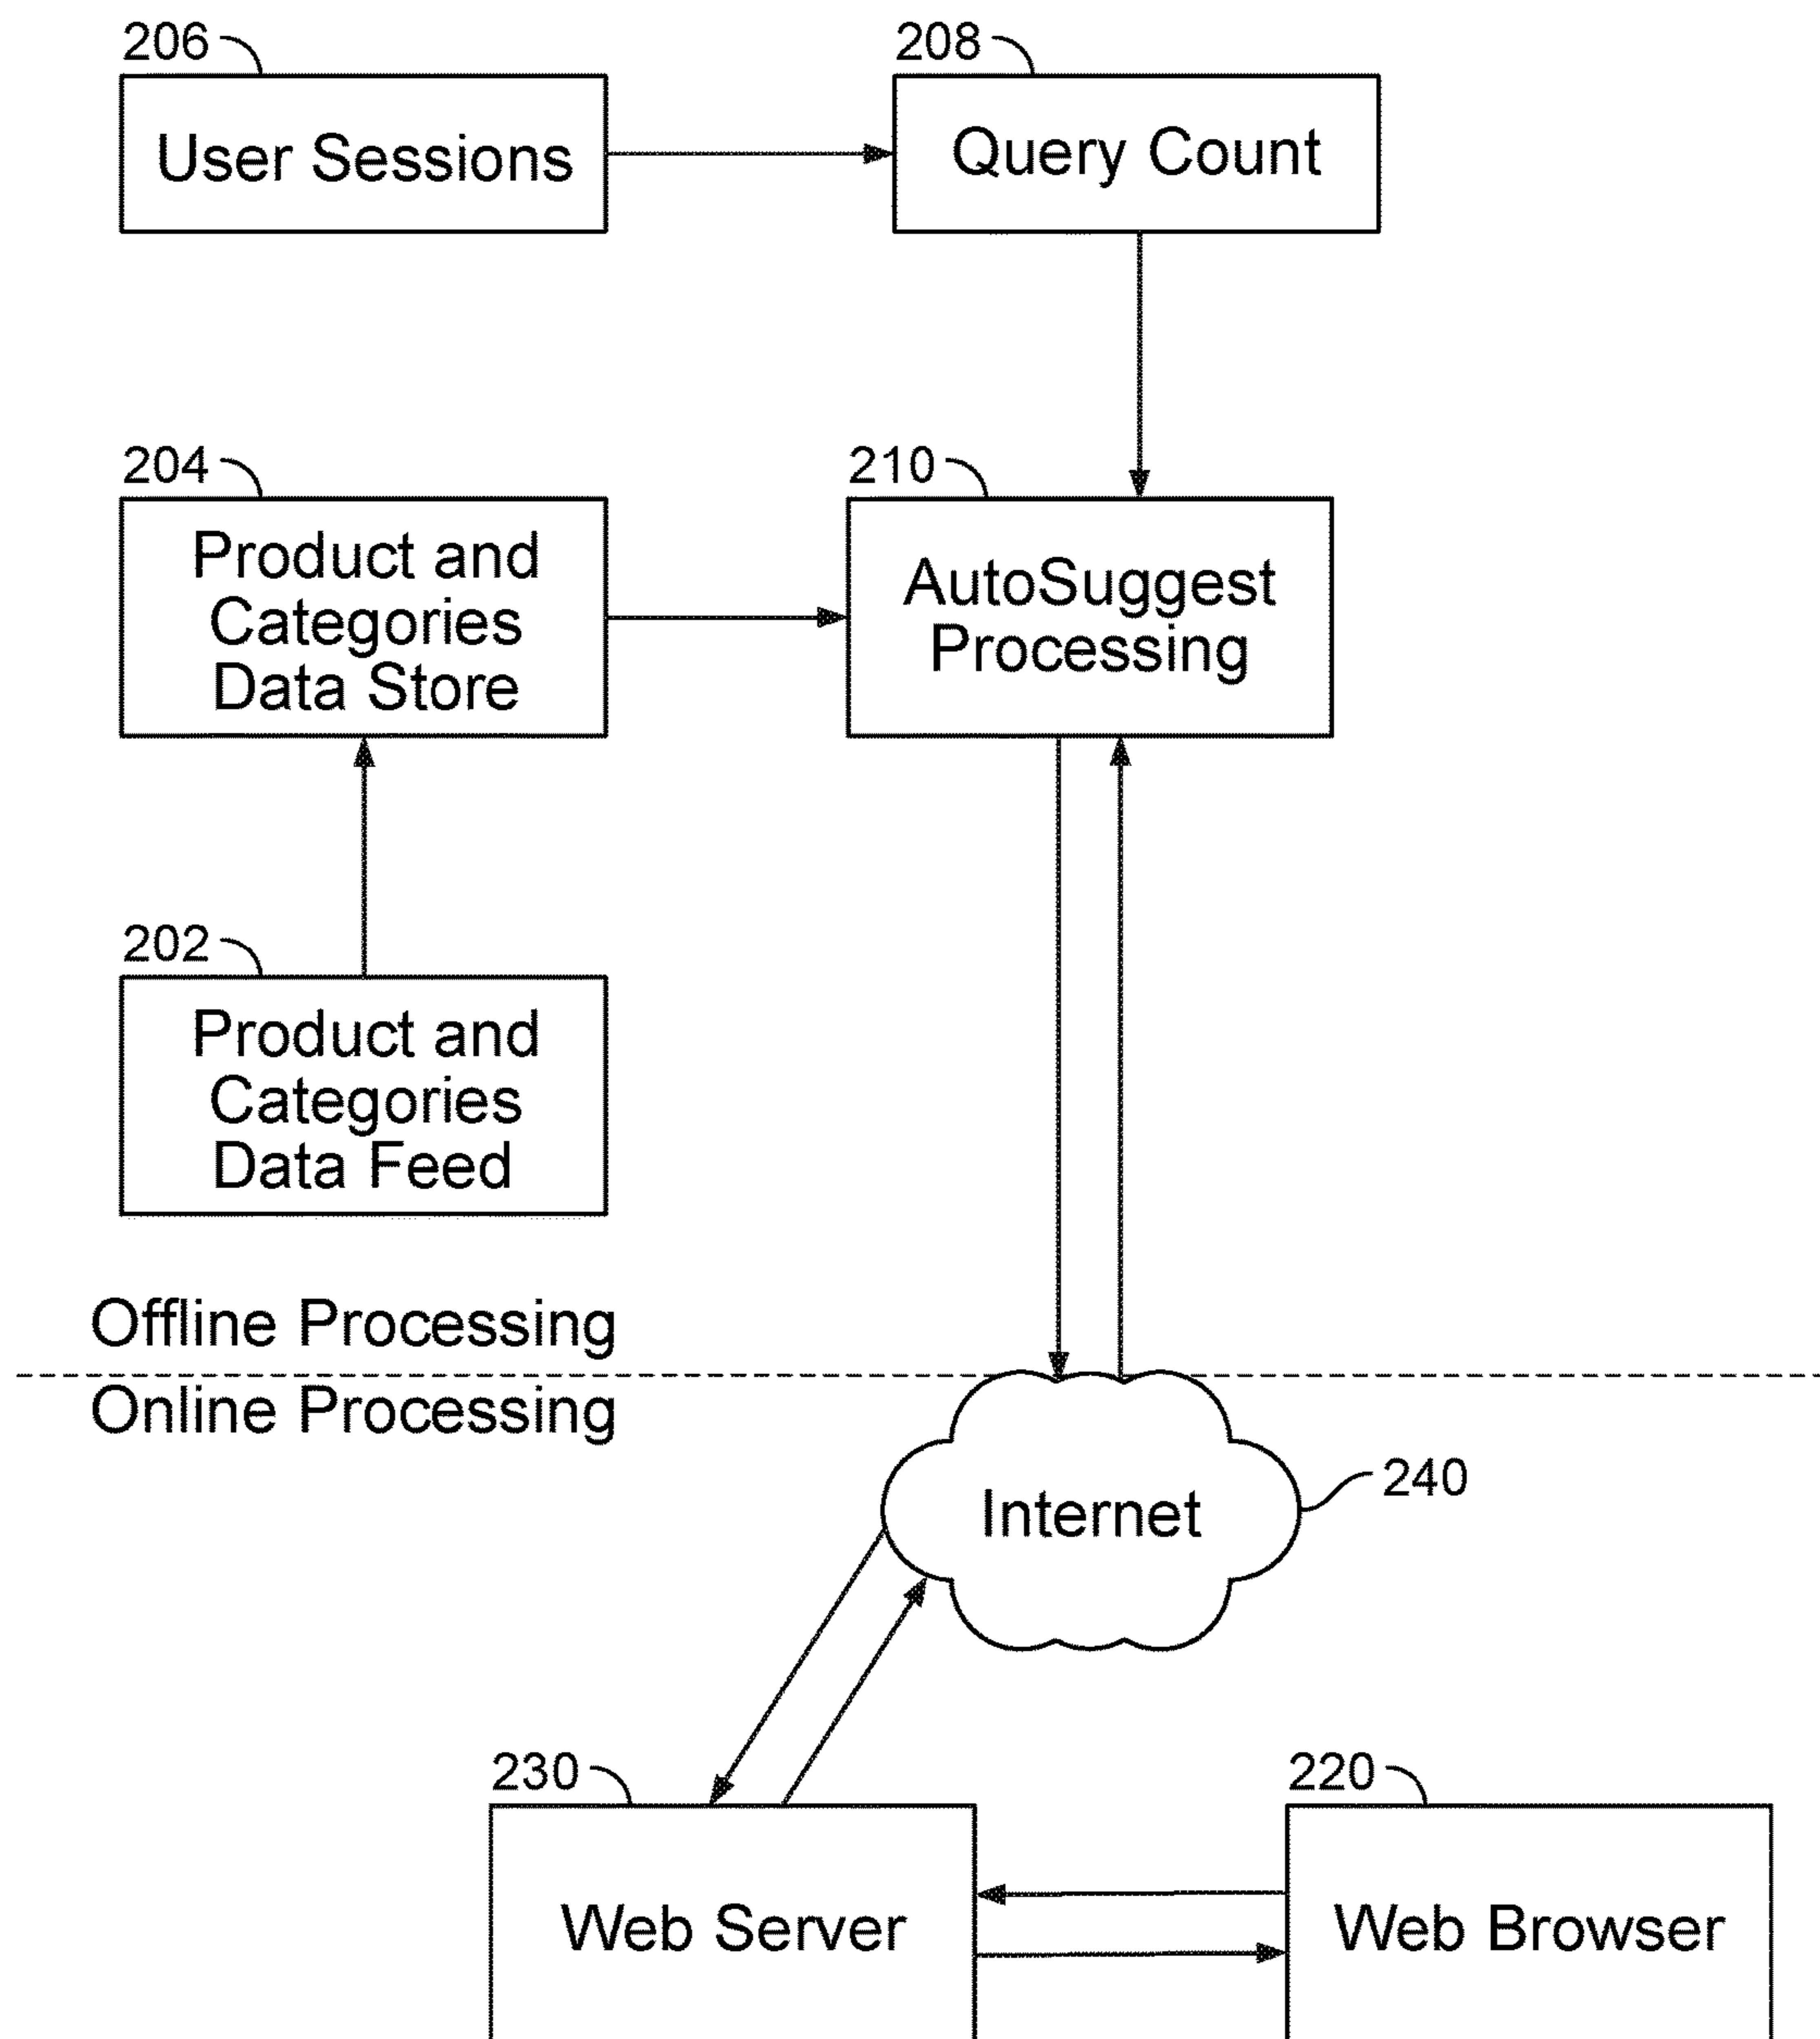 206
208
User Sessions
Query Count
204
210
Product and
Categories
Data Store
AutoSuggest
Processing
202
Product and
Categories
Data Feed
Offline Processing
Online Processing
Internet
240
230
220
Web Server
Web Browser